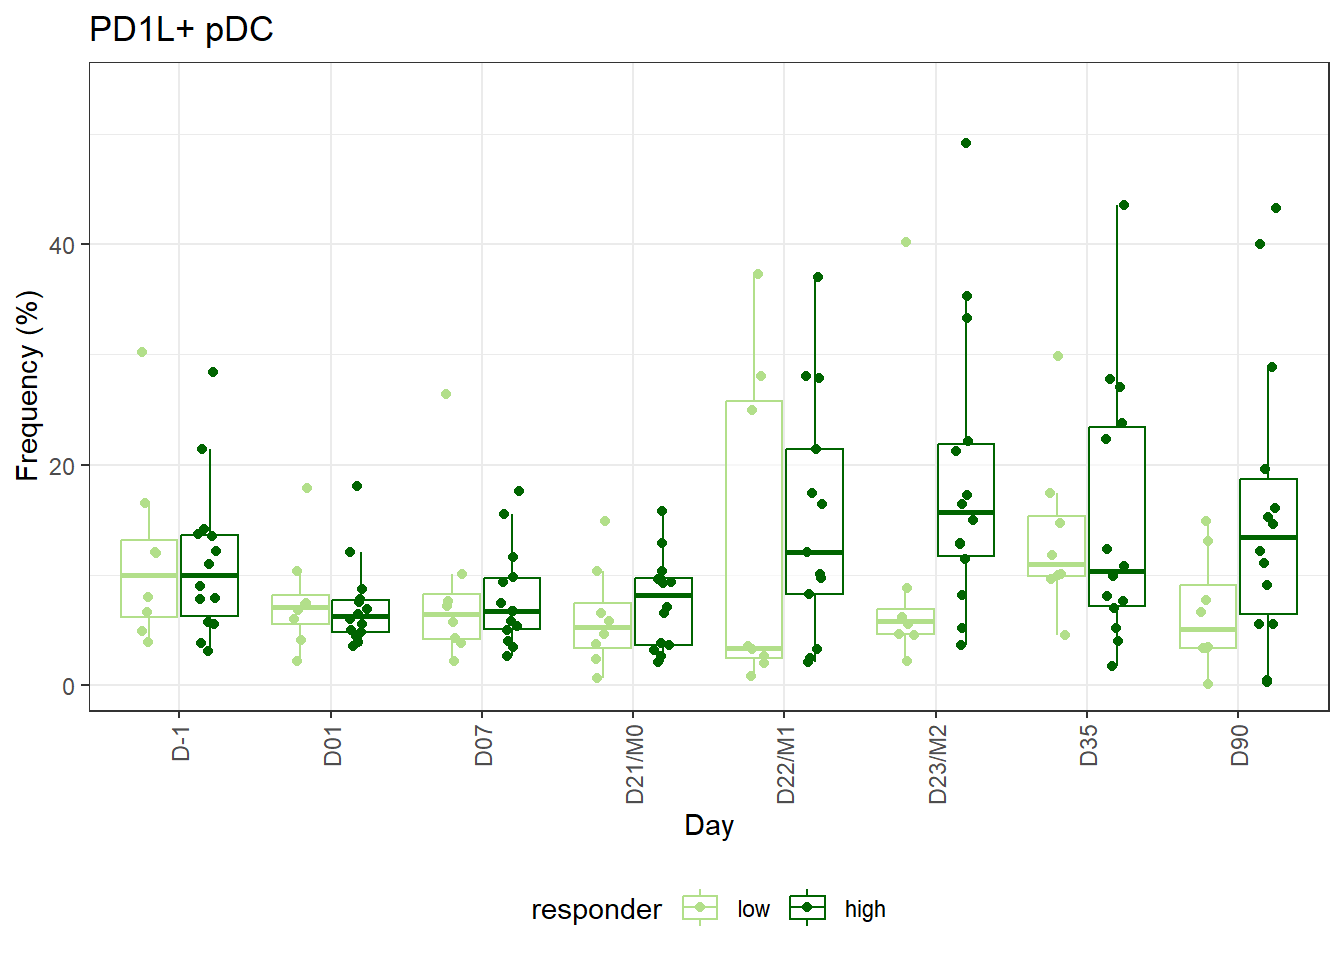 PD1L+ pDC
Frequency (%)
40
20
0
D-1
D01
D07
D21/M0
D22/M1
D23/M2
D35
D90
Day
responder low high